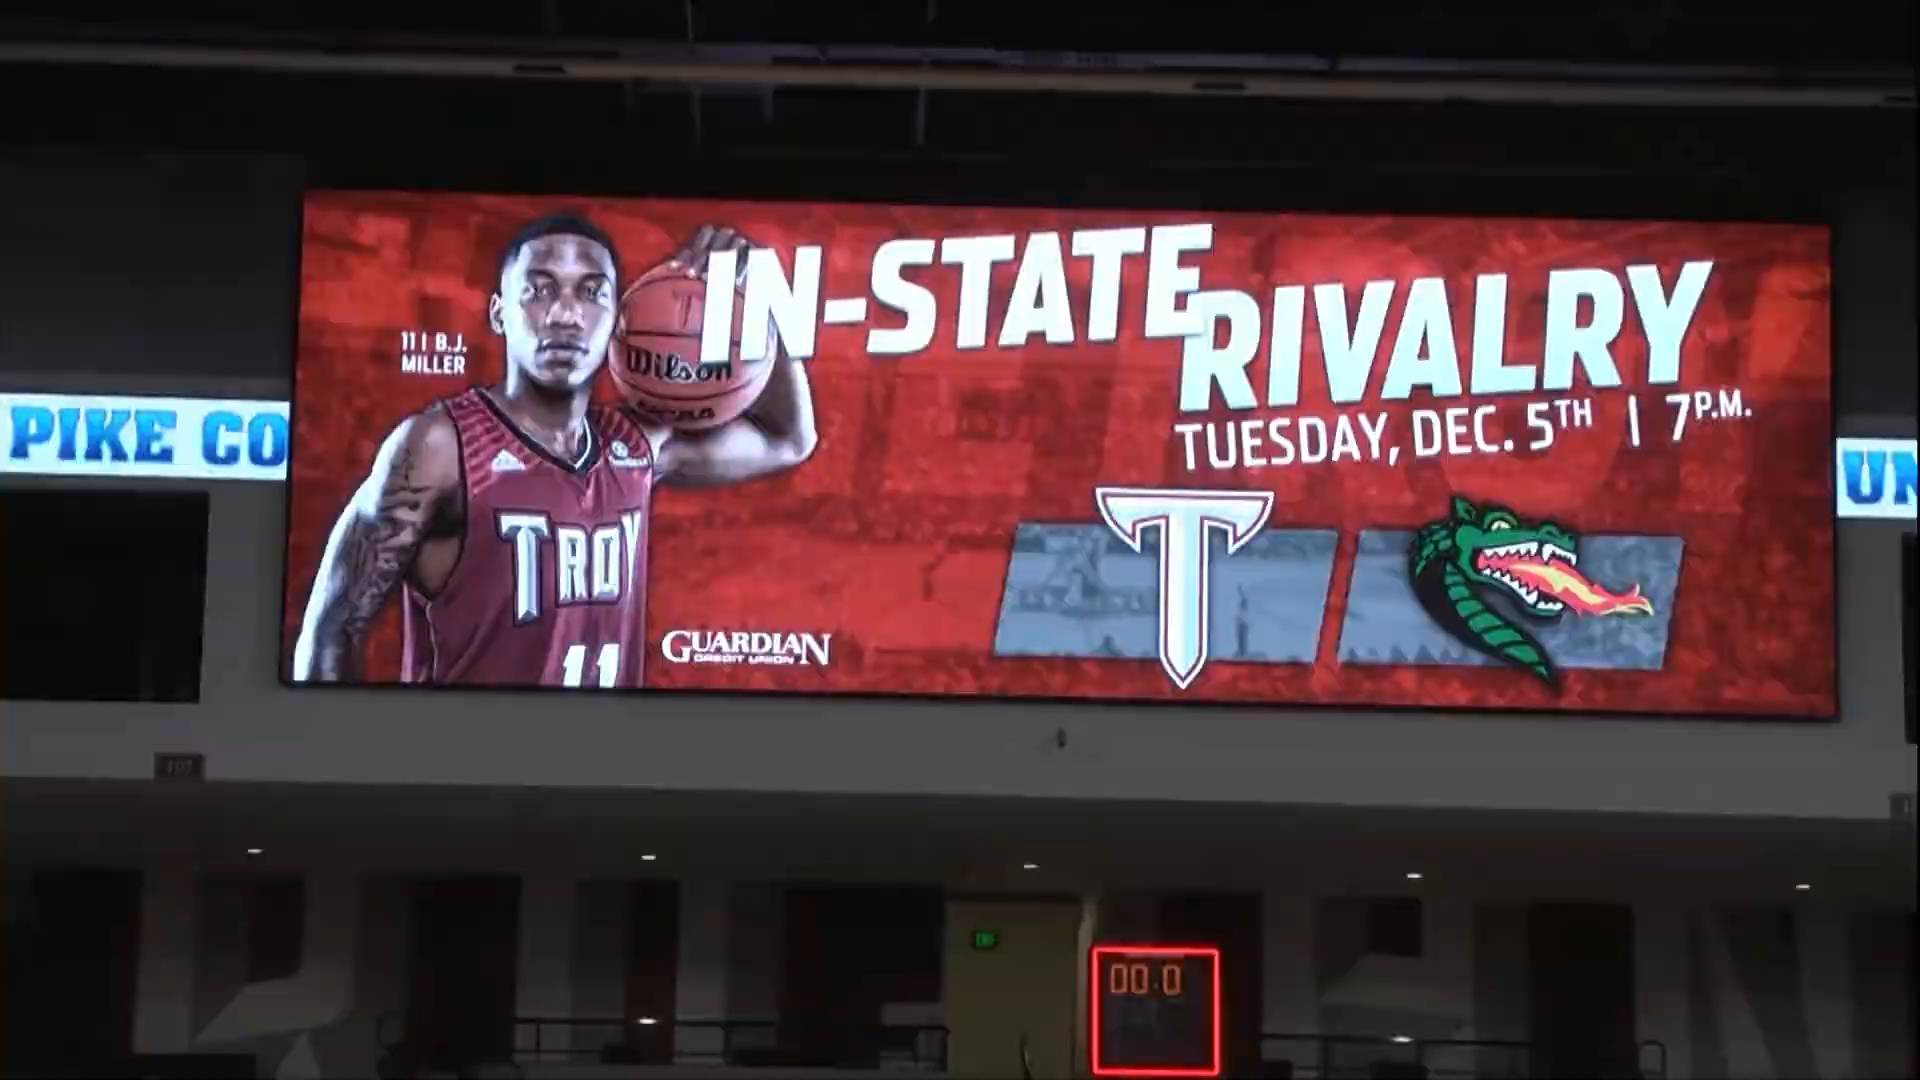 IN-STATE
RIVALRY
TUESDAY, DEC. 5TH | 7P.M.
11 | B.J.
MILLER
Wilson
TROY
11
T
GUARDIAN
CREDIT UNION
PIKE CO
UN
107
00.0